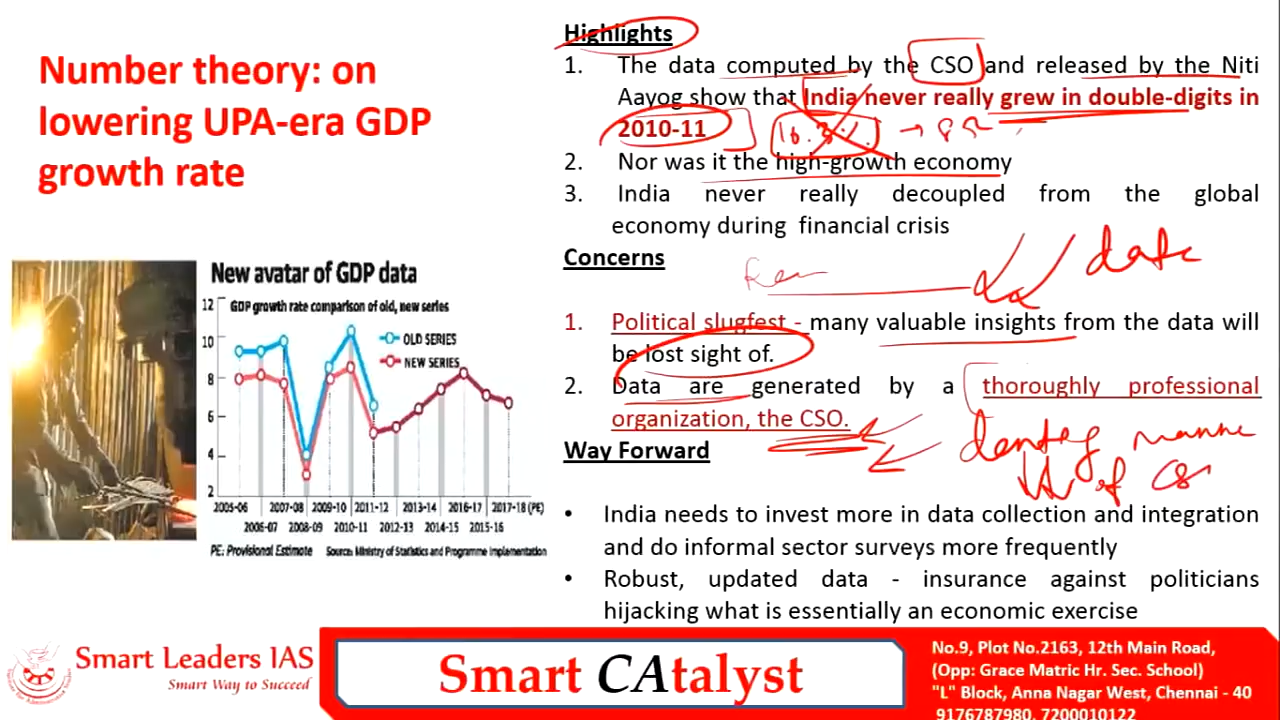 Number theory: on
lowering UPA-era GDP
growth rate
New avatar of GDP data
GDP growth rate comparison of old, new series
12
10
8
6
4
2
OLD SERIES
NEW SERIES
2005-06 2007-08 2009-10 2011-12 2013-14 2016-17 2017-18 (PE)
2006-07 2008-09 2010-11 2012-13 2014-15 2015-16
PE: Provisional Estimate Source: Ministry of Statistics and Programme Implementation
Highlights
1. The data computed by the CSO and released by the Niti
Aayog show that India never really grew in double-digits in
2010-11
2. Nor was it the high-growth economy
3. India never really decoupled from the global
economy during financial crisis
Concerns
data
1. Political slugfest - many valuable insights from the data will
be lost sight of.
2. Data are generated by a thoroughly professional
organization, the CSO.
Way Forward
of
• India needs to invest more in data collection and integration
and do informal sector surveys more frequently
• Robust, updated data - insurance against politicians
hijacking what is essentially an economic exercise
Smart Leaders IAS
Smart Way to Succeed
Smart CAtalyst
No.9, Plot No.2163, 12th Main Road,
(Opp: Grace Matric Hr. Sec. School)
"L" Block, Anna Nagar West, Chennai - 40
9176787980, 7200010122